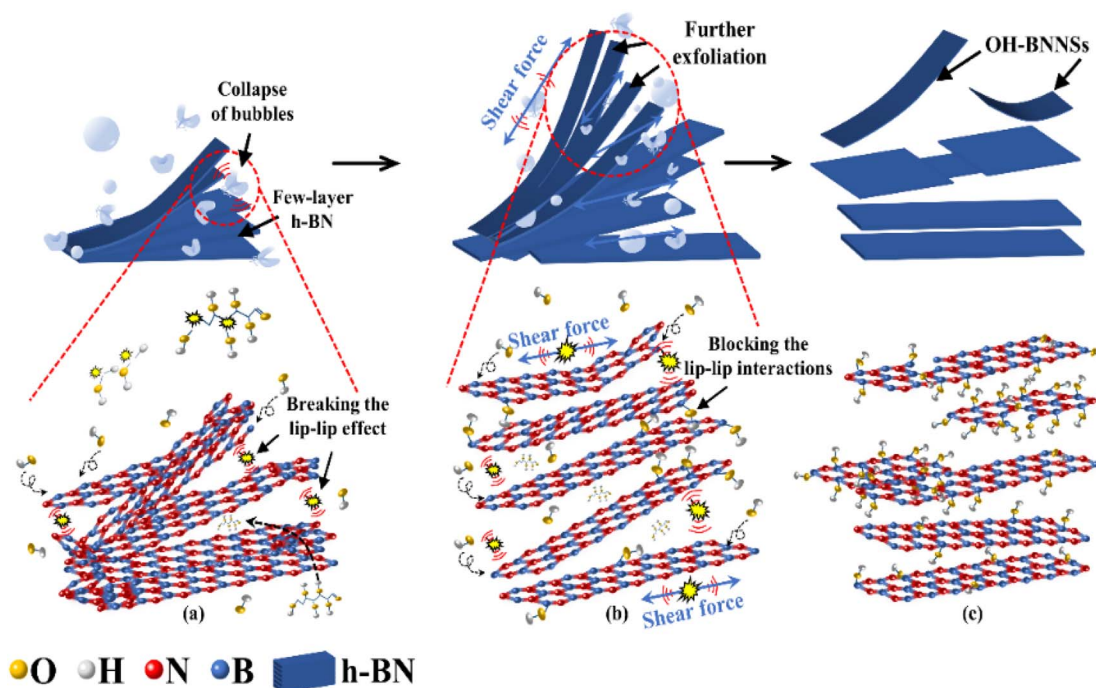 Collapse
of bubbles
Few-layer
h-BN
Shear force
Further
exfoliation
OH-BNNSs
Breaking the
lip-lip effect
(a)
Shear force
Blocking the
lip-lip interactions
Shear force
(b)
(c)
O H N B h-BN